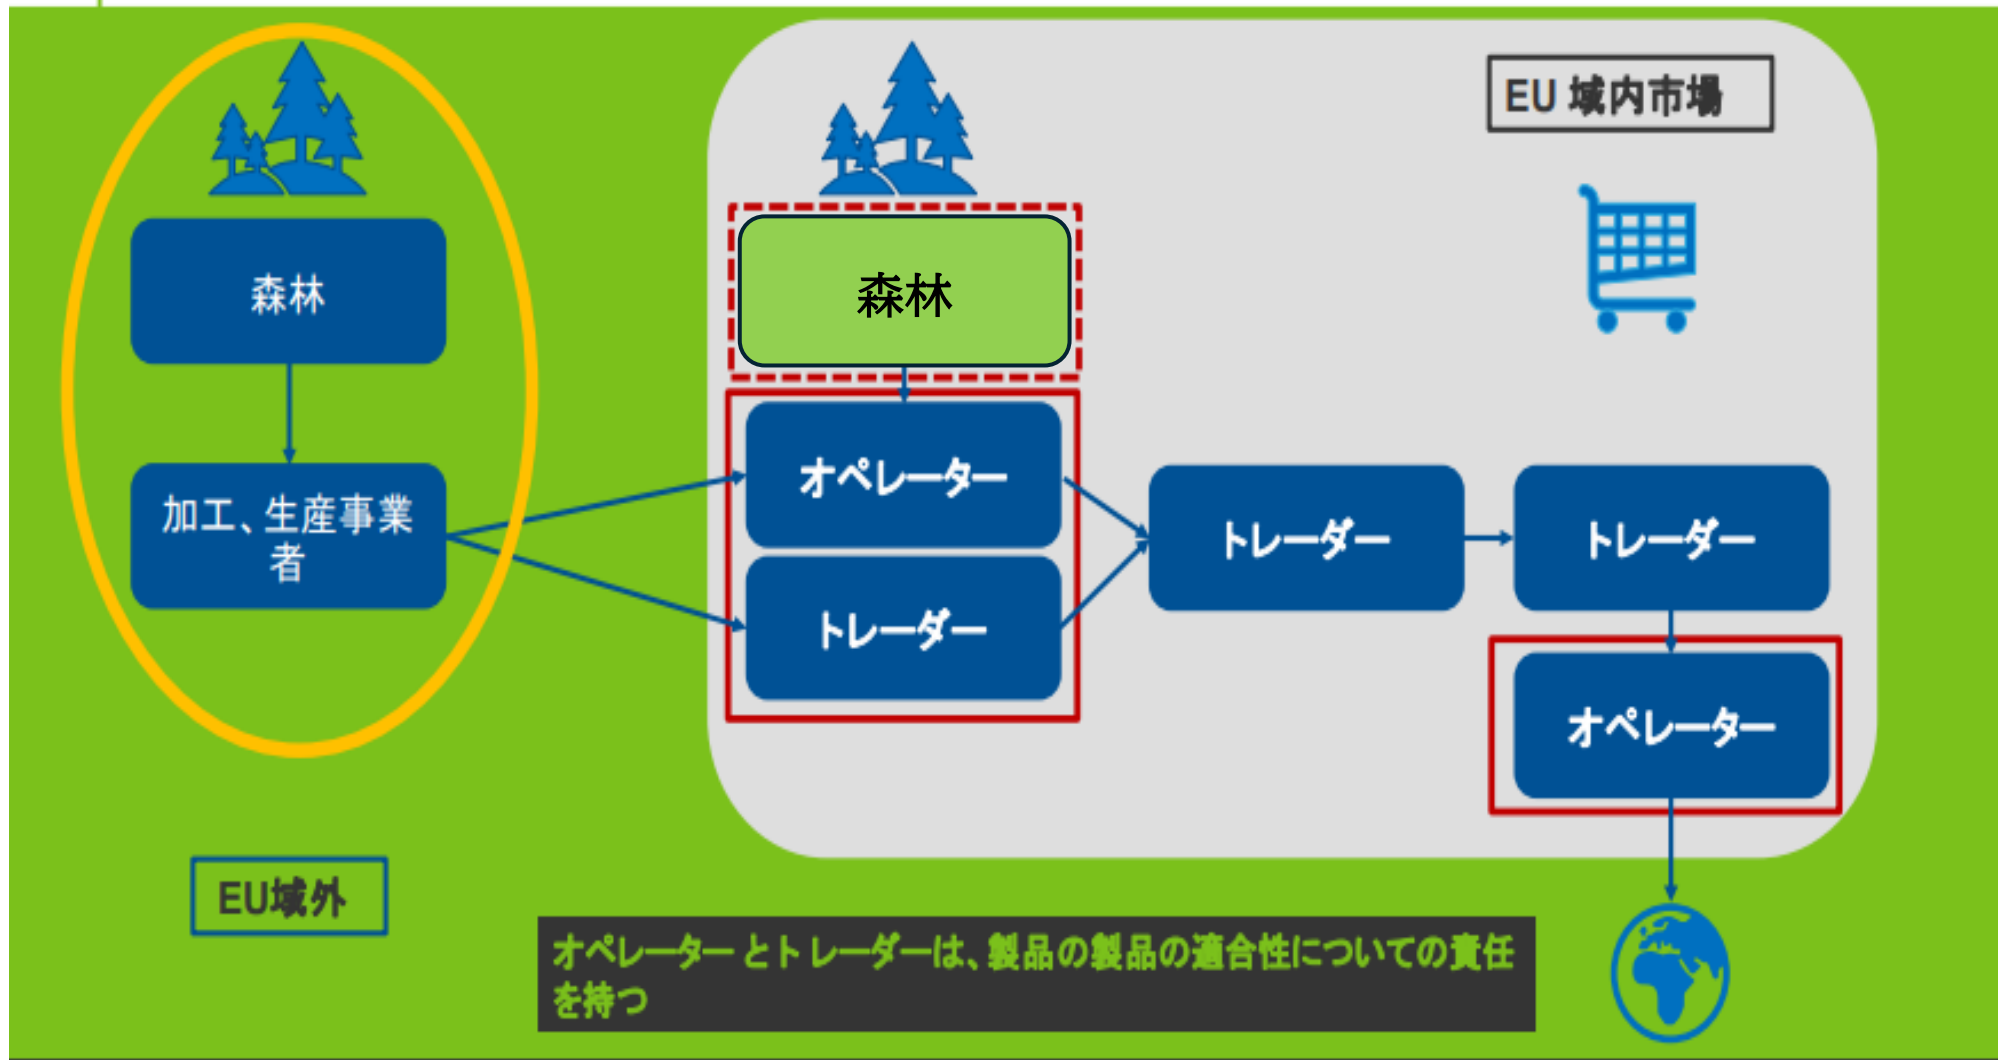 EU 域内市場
森林
森林
オペレーター
加工、生産事業
者
トレーダー
トレーダー
トレーダー
オペレーター
EU域外
オペレーターとトレーダーは、製品の製品の適合性についての責任
を持つ